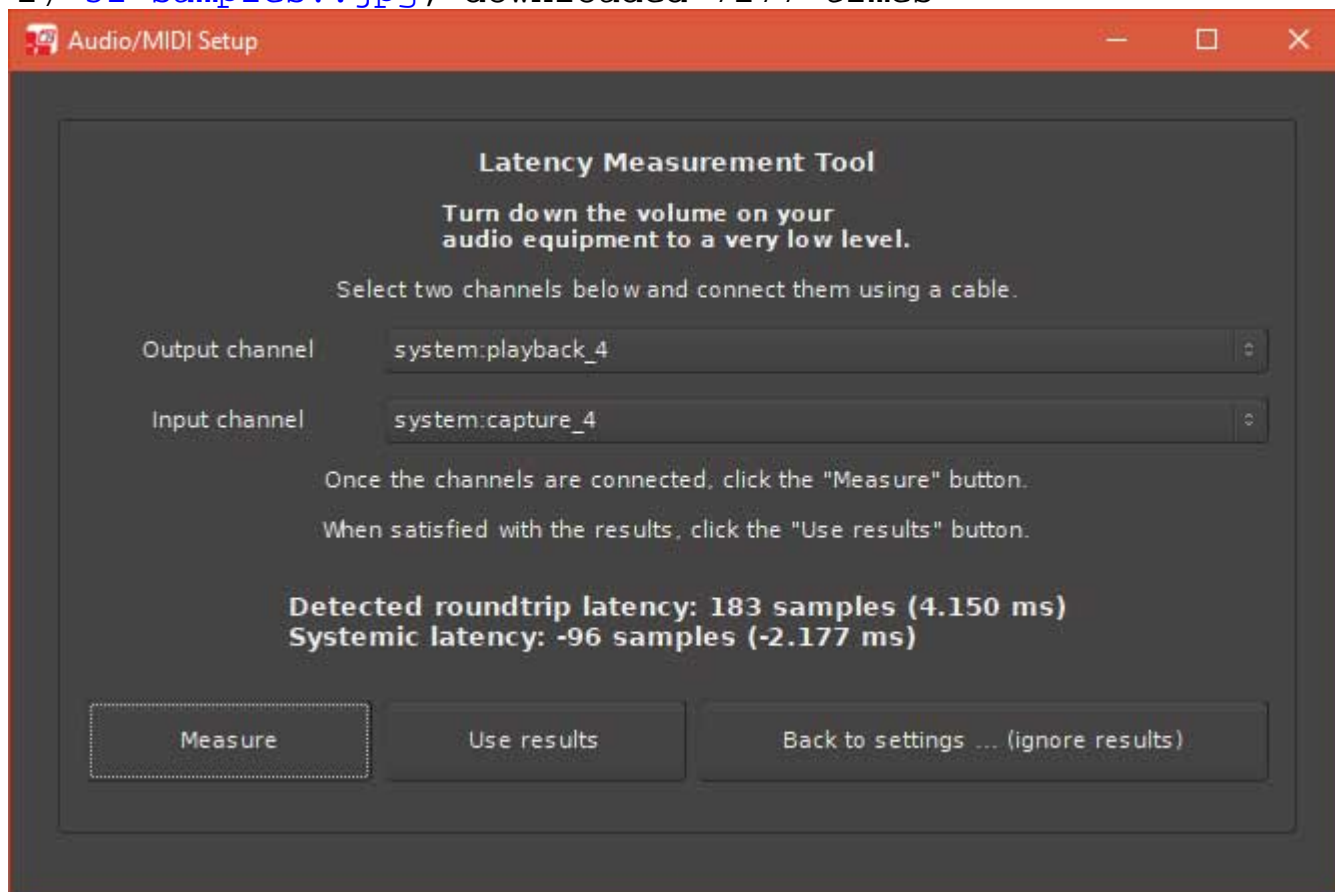 Audio/MIDI Setup
Latency Measurement Tool
Turn down the volume on your
audio equipment to a very low level.
Select two channels below and connect them using a cable.
Output channel system:playback_4
Input channel system:capture_4
Once the channels are connected, click the "Measure" button.
When satisfied with the results, click the "Use results" button.
Detected roundtrip latency: 183 samples (4.150 ms)
Systemic latency: -96 samples (-2.177 ms)
Measure Use results Back to settings ... (ignore results)